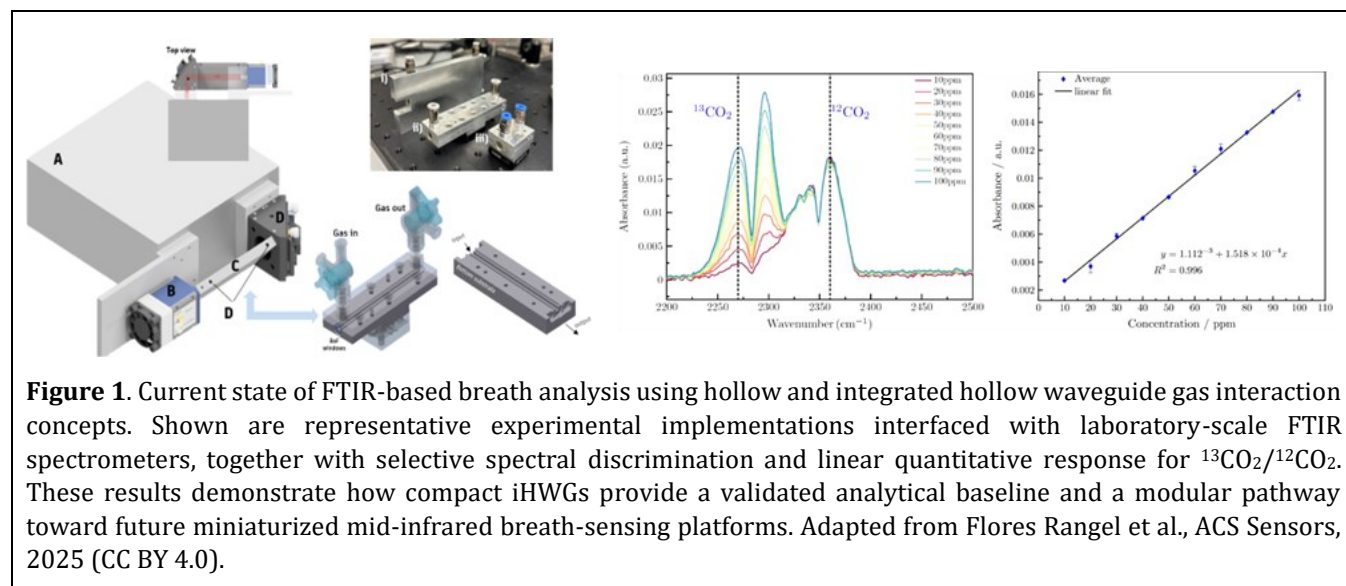 Top view
A
B
C
D
D
i)
ii)
iii)
Gas in
Gas out
input
output
0.03
0.025
0.02
0.015
0.01
0.005
0
Absorbance (a.u.)
2200
2300
2400
2500
Wavenumber (cm⁻¹)
¹³CO₂
¹²CO₂
10ppm
20ppm
30ppm
40ppm
50ppm
60ppm
70ppm
80ppm
90ppm
100ppm
Average
linear fit
0.016
0.014
0.012
0.010
0.008
0.006
0.004
0.002
Absorbance / a.u.
y = 1.112⁻³ + 1.518 × 10⁻⁴x
R² = 0.996
0 10 20 30 40 50 60 70 80 90 100 110
Concentration / ppm
Figure 1. Current state of FTIR-based breath analysis using hollow and integrated hollow waveguide gas interaction
concepts. Shown are representative experimental implementations interfaced with laboratory-scale FTIR
spectrometers, together with selective spectral discrimination and linear quantitative response for ¹³CO₂/¹²CO₂.
These results demonstrate how compact iHWGs provide a validated analytical baseline and a modular pathway
toward future miniaturized mid-infrared breath-sensing platforms. Adapted from Flores Rangel et al., ACS Sensors,
2025 (CC BY 4.0).